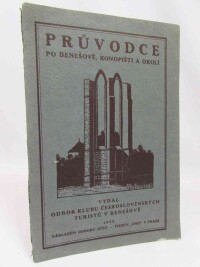 PRŮVODCE
PO BENEŠOVĚ, KONOPIŠTI A OKOLÍ
VYDAL
ODBOR KLUBU ČESKOSLOVENSKÝCH
TURISTŮ V BENEŠOVĚ